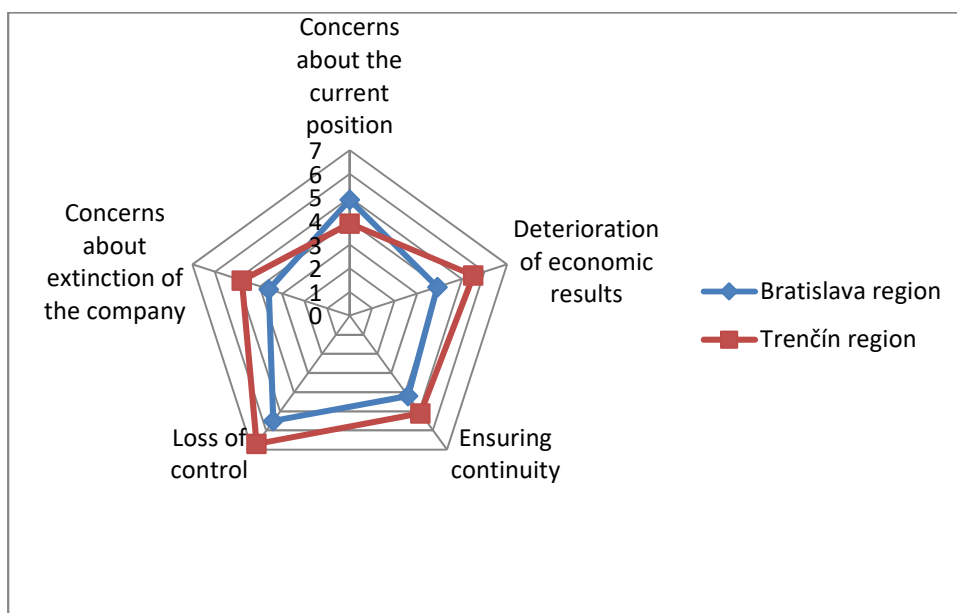 Concerns
about the
current
position
7
6
5
4
3
2
1
0
Deterioration
of economic
results
Ensuring
continuity
Loss of
control
Concerns
about
extinction of
the company
Bratislava region
Trenčín region